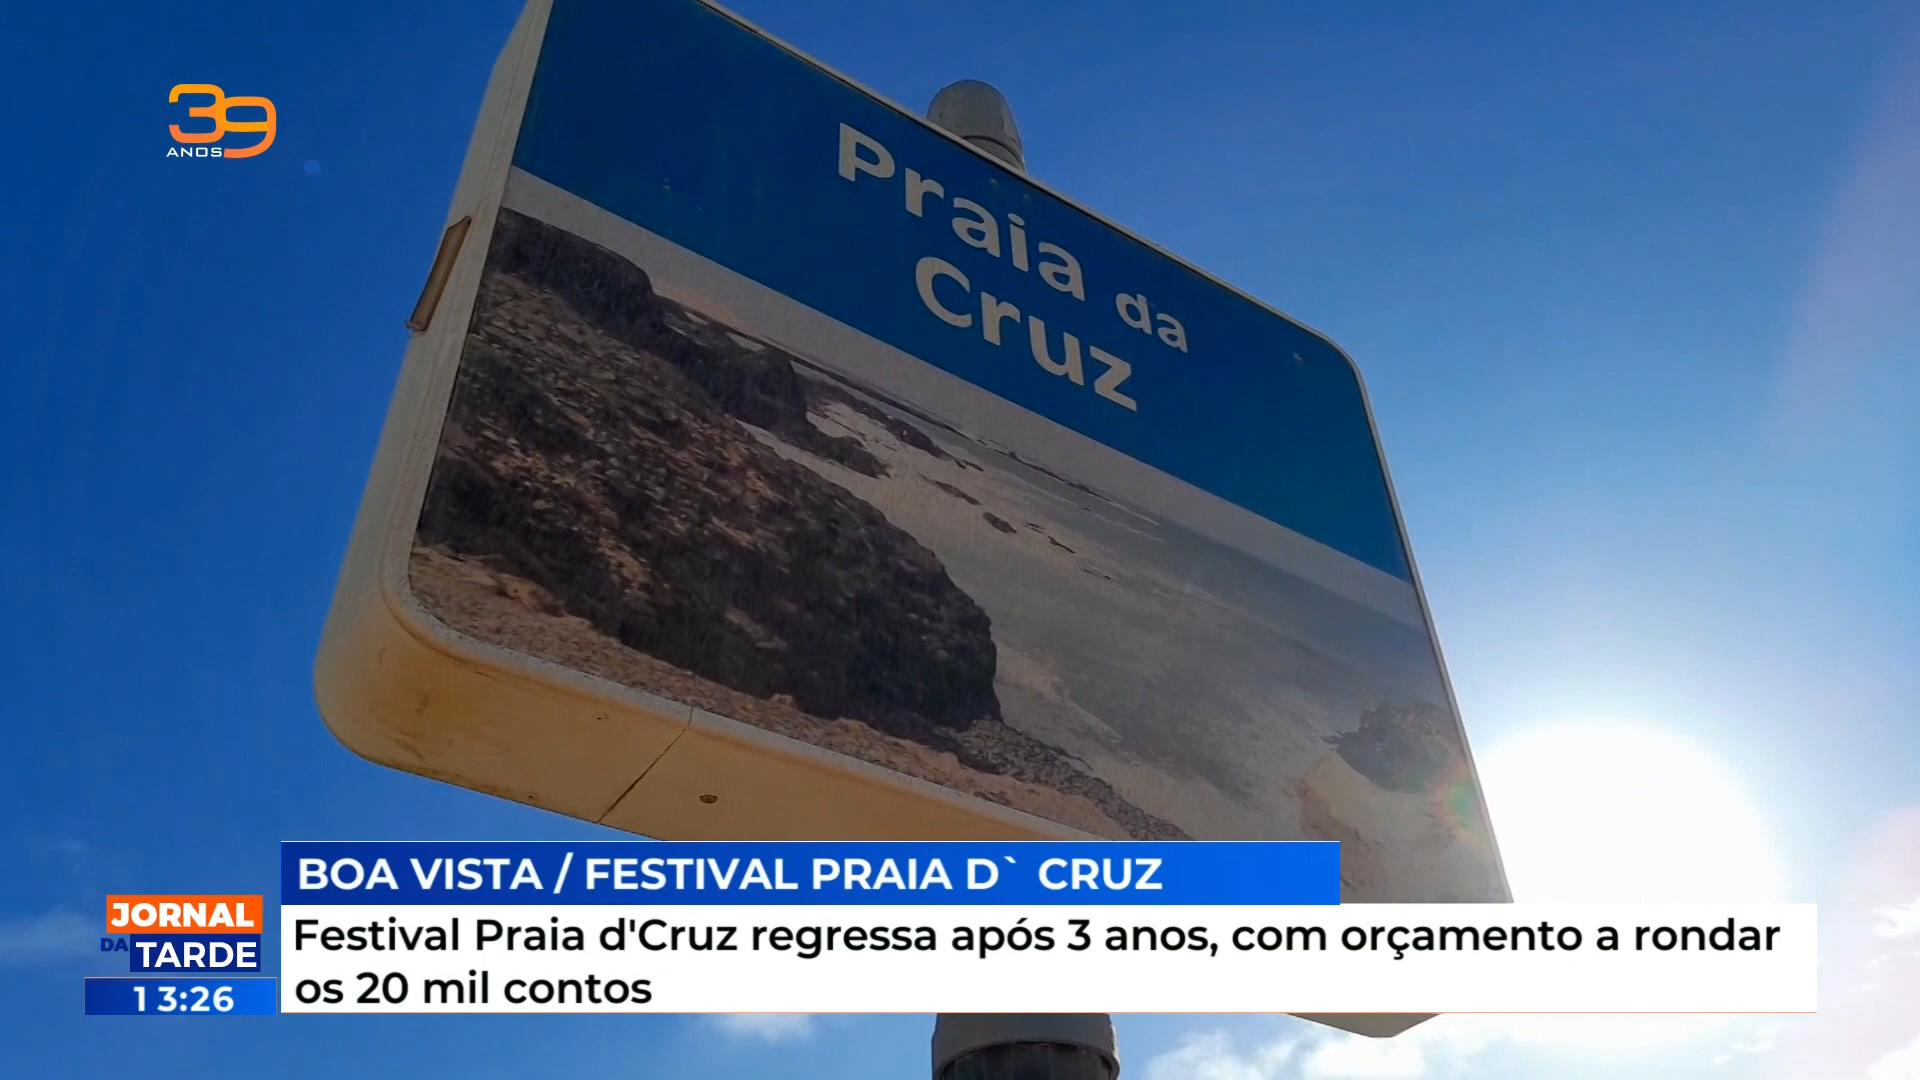 39
ANOS
Praia da
Cruz
BOA VISTA / FESTIVAL PRAIA D` CRUZ
JORNAL
DA TARDE
13:26
Festival Praia d'Cruz regressa após 3 anos, com orçamento a rondar
os 20 mil contos